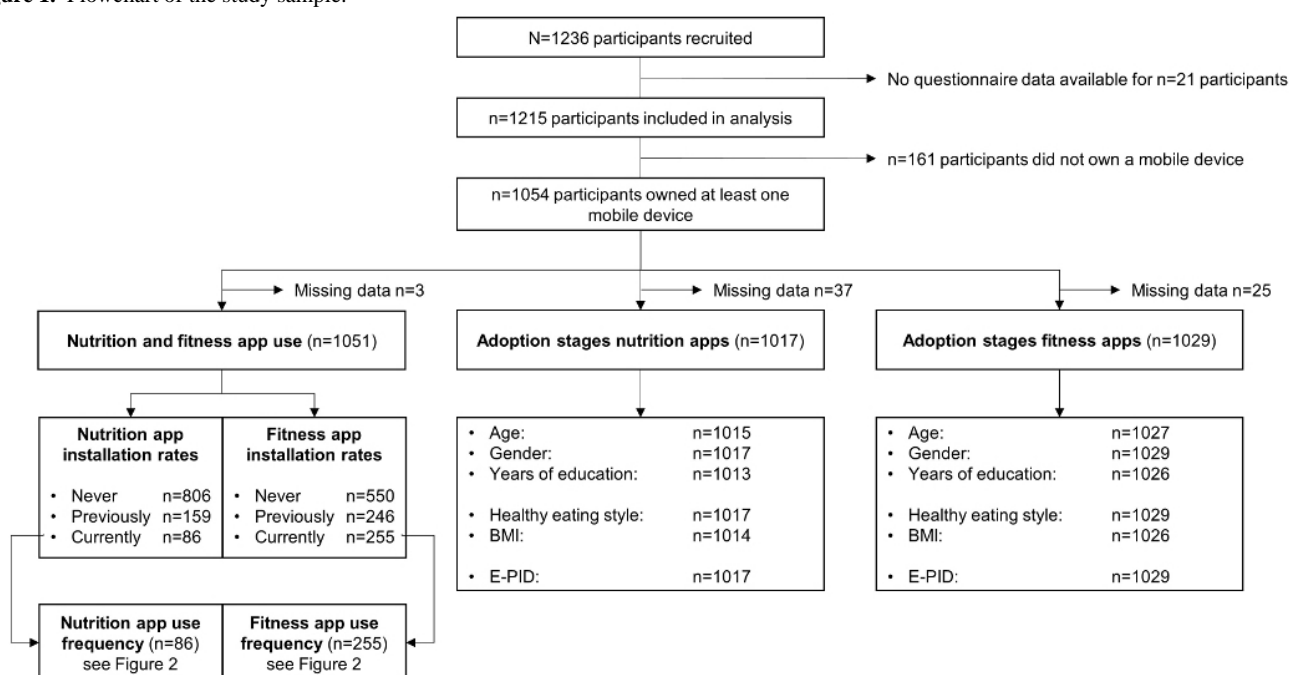 Figure 1. Flowchart of the study sample.
N=1236 participants recruited
No questionnaire data available for n=21 participants
n=1215 participants included in analysis
n=161 participants did not own a mobile device
n=1054 participants owned at least one
mobile device
Missing data n=3
Missing data n=37
Missing data n=25
Nutrition and fitness app use (n=1051)
Adoption stages nutrition apps (n=1017)
Adoption stages fitness apps (n=1029)
Nutrition app
installation rates
• Never n=806
• Previously n=159
• Currently n=86
Fitness app
installation rates
• Never n=550
• Previously n=246
• Currently n=255
• Age: n=1015
• Gender: n=1017
• Years of education: n=1013
• Healthy eating style: n=1017
• BMI: n=1014
• E-PID: n=1017
• Age: n=1027
• Gender: n=1029
• Years of education: n=1026
• Healthy eating style: n=1029
• BMI: n=1026
• E-PID: n=1029
Nutrition app use
frequency (n=86)
see Figure 2
Fitness app use
frequency (n=255)
see Figure 2